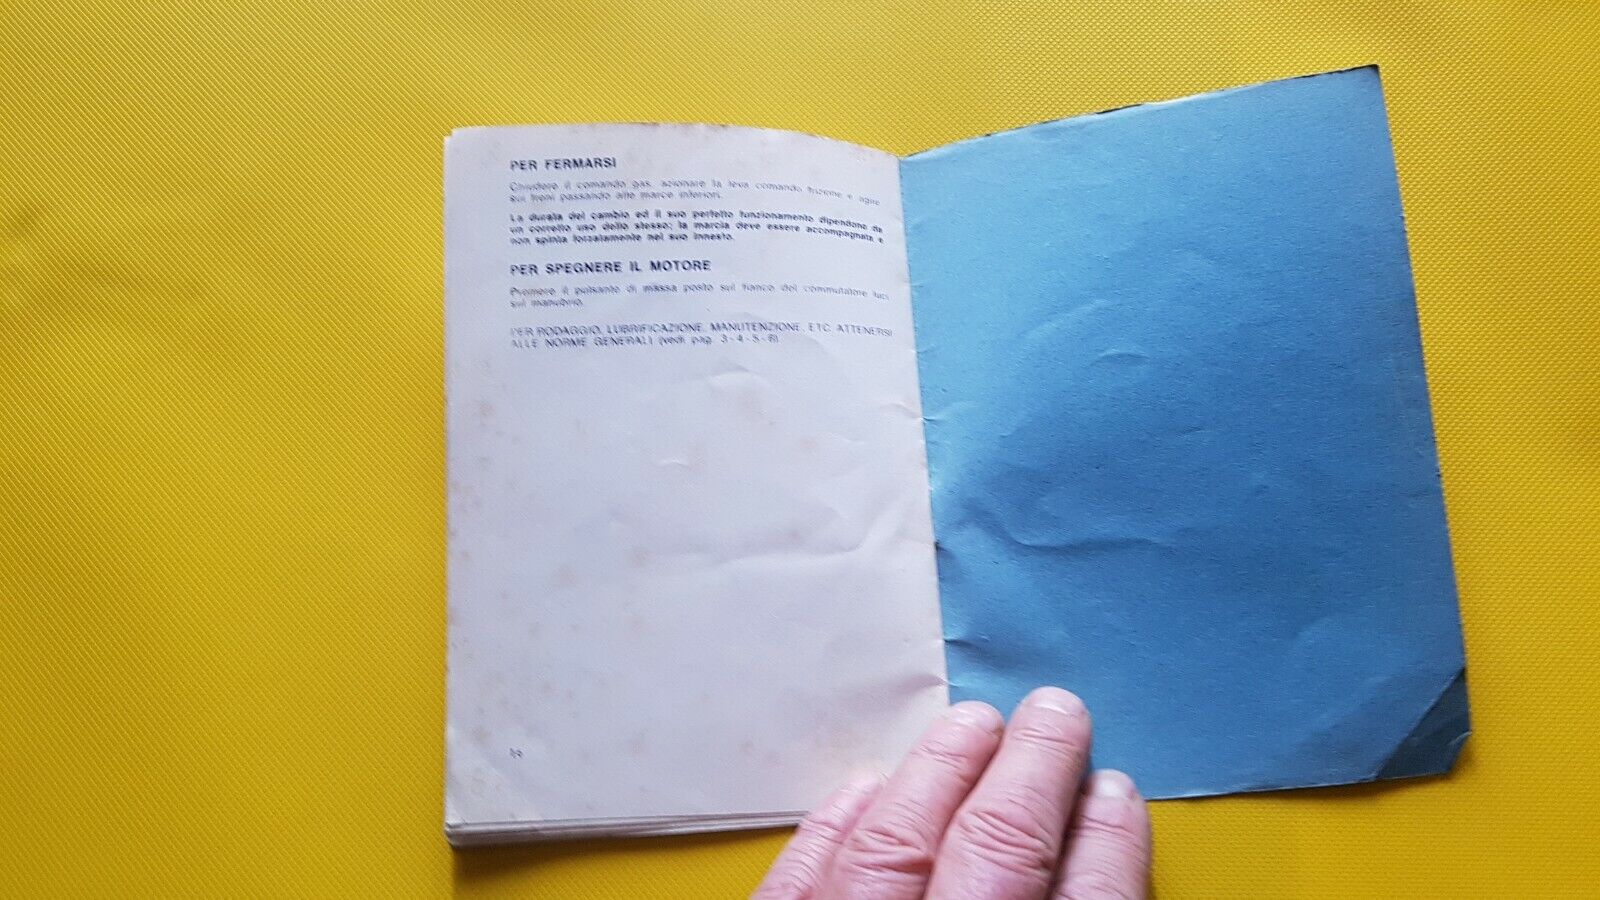 PER FERMARSI
Chiudere il comando gas, azionare la leva comando frizione e agire
sui freni passando alle marce inferiori.
La durata del cambio ed il suo perfetto funzionamento dipendono da
un corretto uso dello stesso; la marcia deve essere accompagnata e
non spinta forzatamente nel suo innesto.
PER SPEGNERE IL MOTORE
Premere il pulsante di massa posto sul fianco del commutatore luci
sul manubrio.
PER RODAGGIO, LUBRIFICAZIONE, MANUTENZIONE, ETC. ATTENERSI
ALLE NORME GENERALI (vedi pag. 3-4-5-6).